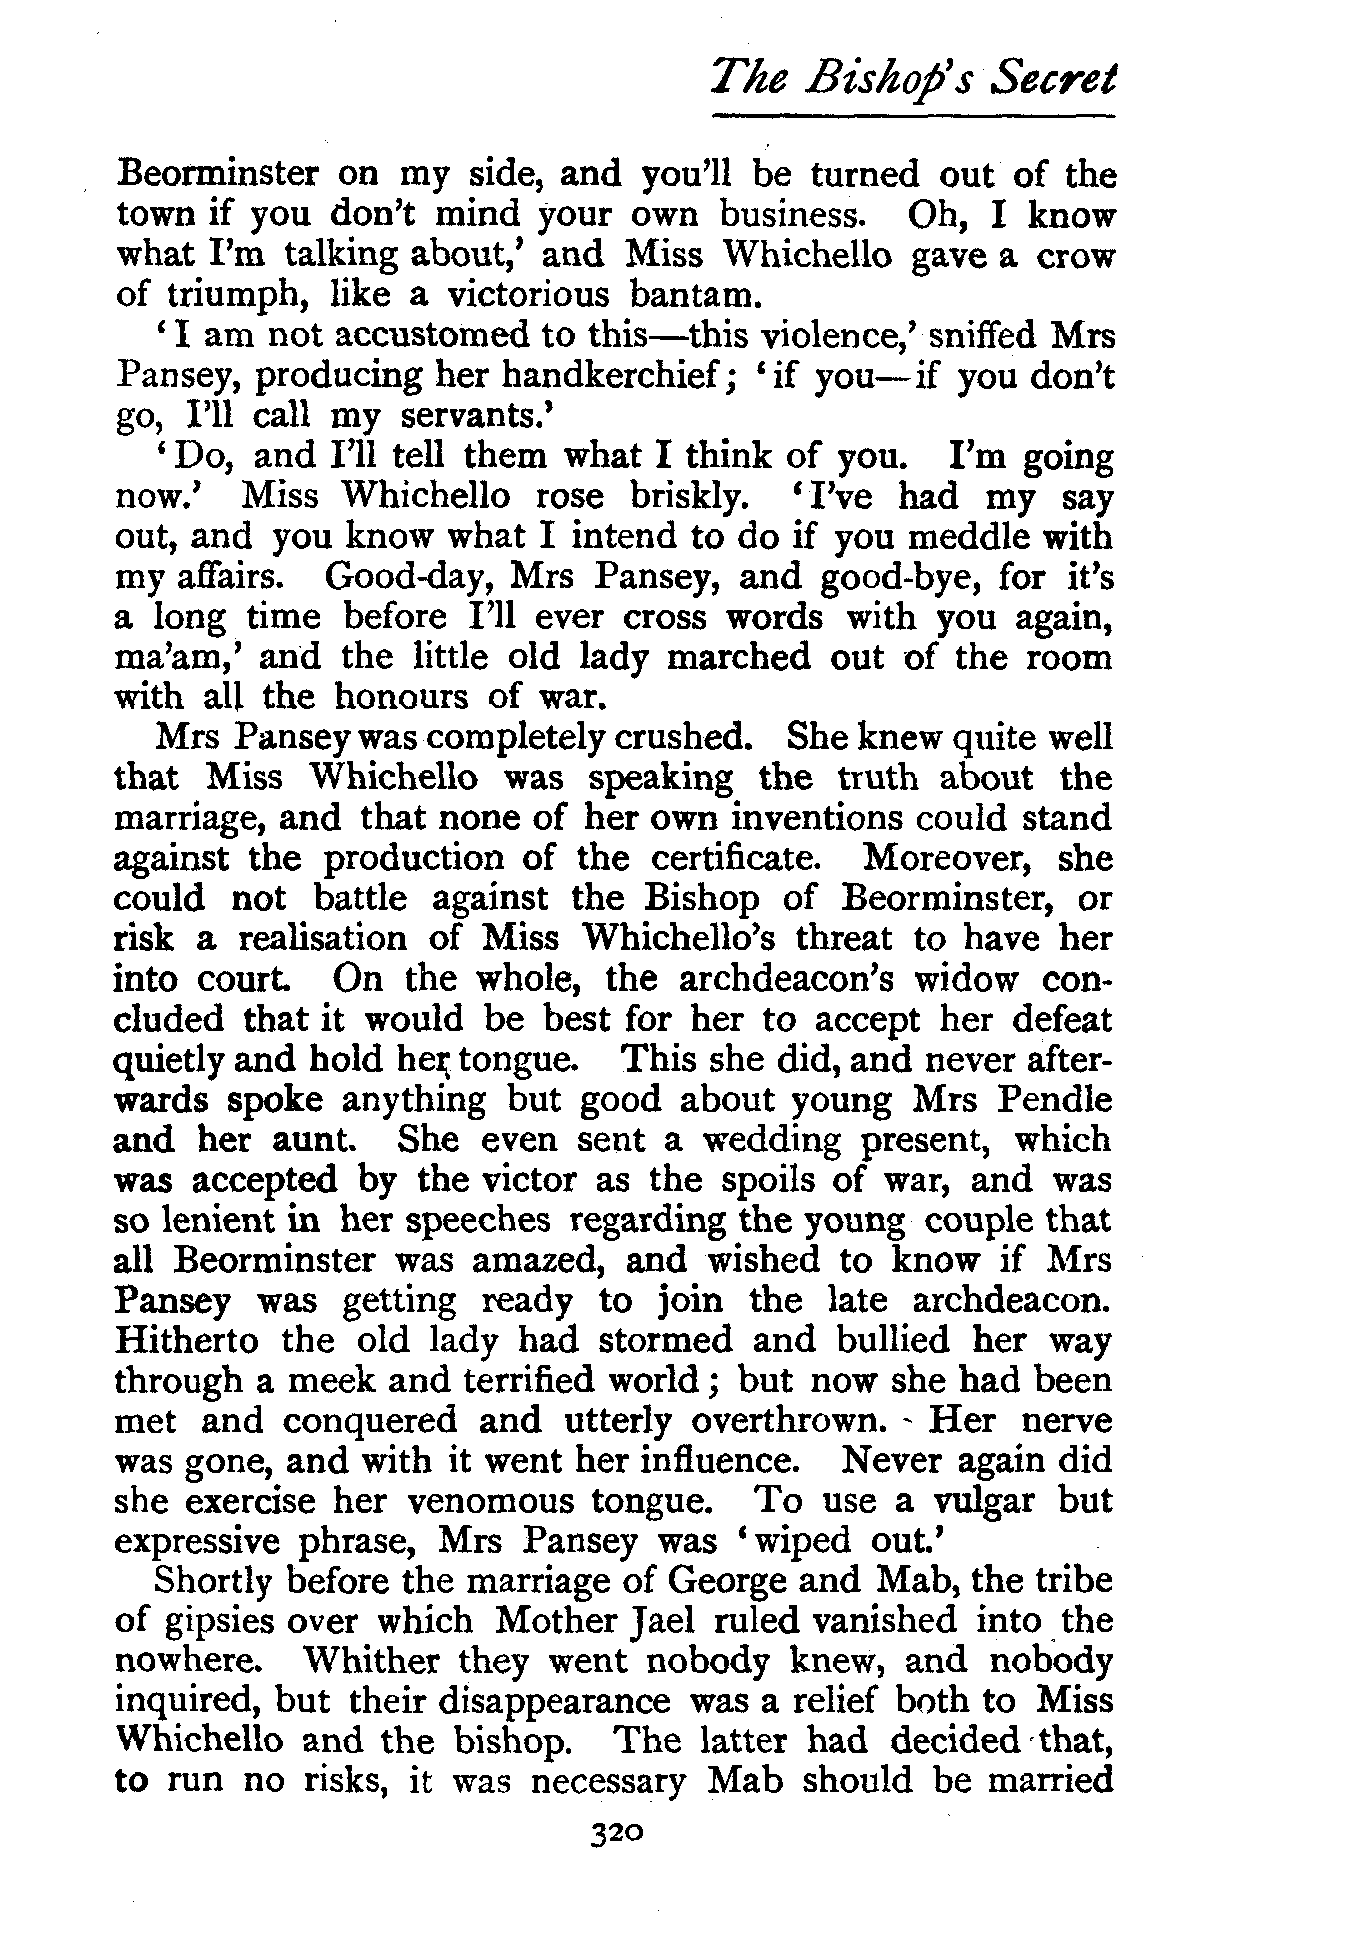 The Bishop's Secret
Beorminster on my side, and you'll be turned out of the
town if you don't mind your own business. Oh, I know
what I'm talking about,' and Miss Whichello gave a crow
of triumph, like a victorious bantam.
'I am not accustomed to this—this violence,' sniffed Mrs
Pansey, producing her handkerchief; 'if you—if you don't
go, I'll call my servants.'
'Do, and I'll tell them what I think of you. I'm going
now.' Miss Whichello rose briskly. 'I've had my say
out, and you know what I intend to do if you meddle with
my affairs. Good-day, Mrs Pansey, and good-bye, for it's
a long time before I'll ever cross words with you again,
ma'am,' and the little old lady marched out of the room
with all the honours of war.
Mrs Pansey was completely crushed. She knew quite well
that Miss Whichello was speaking the truth about the
marriage, and that none of her own inventions could stand
against the production of the certificate. Moreover, she
could not battle against the Bishop of Beorminster, or
risk a realisation of Miss Whichello's threat to have her
into court. On the whole, the archdeacon's widow con-
cluded that it would be best for her to accept her defeat
quietly and hold her tongue. This she did, and never after-
wards spoke anything but good about young Mrs Pendle
and her aunt. She even sent a wedding present, which
was accepted by the victor as the spoils of war, and was
so lenient in her speeches regarding the young couple that
all Beorminster was amazed, and wished to know if Mrs
Pansey was getting ready to join the late archdeacon.
Hitherto the old lady had stormed and bullied her way
through a meek and terrified world; but now she had been
met and conquered and utterly overthrown. Her nerve
was gone, and with it went her influence. Never again did
she exercise her venomous tongue. To use a vulgar but
expressive phrase, Mrs Pansey was 'wiped out.'
Shortly before the marriage of George and Mab, the tribe
of gipsies over which Mother Jael ruled vanished into the
nowhere. Whither they went nobody knew, and nobody
inquired, but their disappearance was a relief both to Miss
Whichello and the bishop. The latter had decided that,
to run no risks, it was necessary Mab should be married
320